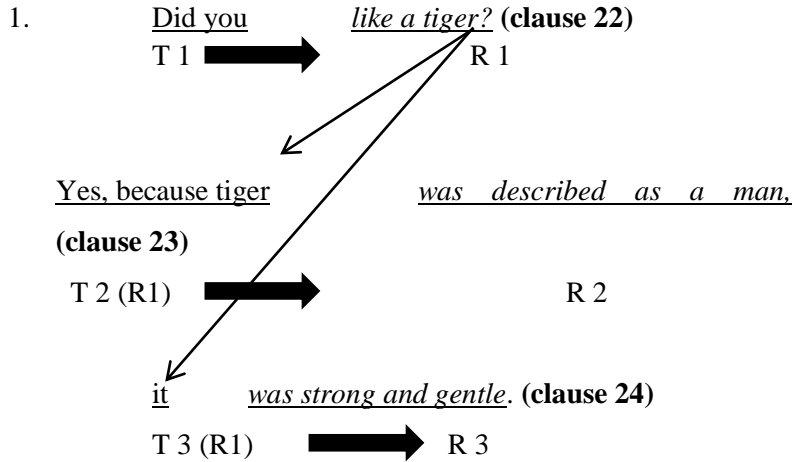 1. Did you like a tiger? (clause 22)
T 1 R 1
Yes, because tiger was described as a man,
(clause 23)
T 2 (R1) R 2
it was strong and gentle. (clause 24)
T 3 (R1) R 3